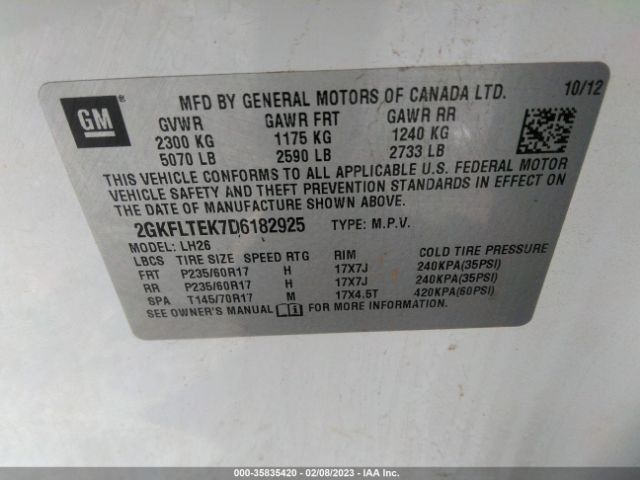 GM ®
MFD BY GENERAL MOTORS OF CANADA LTD. 10/12
GVWR GAWR FRT GAWR RR
2300 KG 1175 KG 1240 KG
5070 LB 2590 LB 2733 LB
THIS VEHICLE CONFORMS TO ALL APPLICABLE U.S. FEDERAL MOTOR
VEHICLE SAFETY AND THEFT PREVENTION STANDARDS IN EFFECT ON
THE DATE OF MANUFACTURE SHOWN ABOVE.
2GKFLTEK7D6182925 TYPE: M.P.V.
MODEL: LH26
LBCS TIRE SIZE SPEED RTG RIM COLD TIRE PRESSURE
FRT P235/60R17 H 17X7J 240KPA(35PSI)
RR P235/60R17 H 17X7J 240KPA(35PSI)
SPA T145/70R17 M 17X4.5T 420KPA(60PSI)
SEE OWNER'S MANUAL FOR MORE INFORMATION.
000-35835420 - 02/08/2023 - IAA Inc.